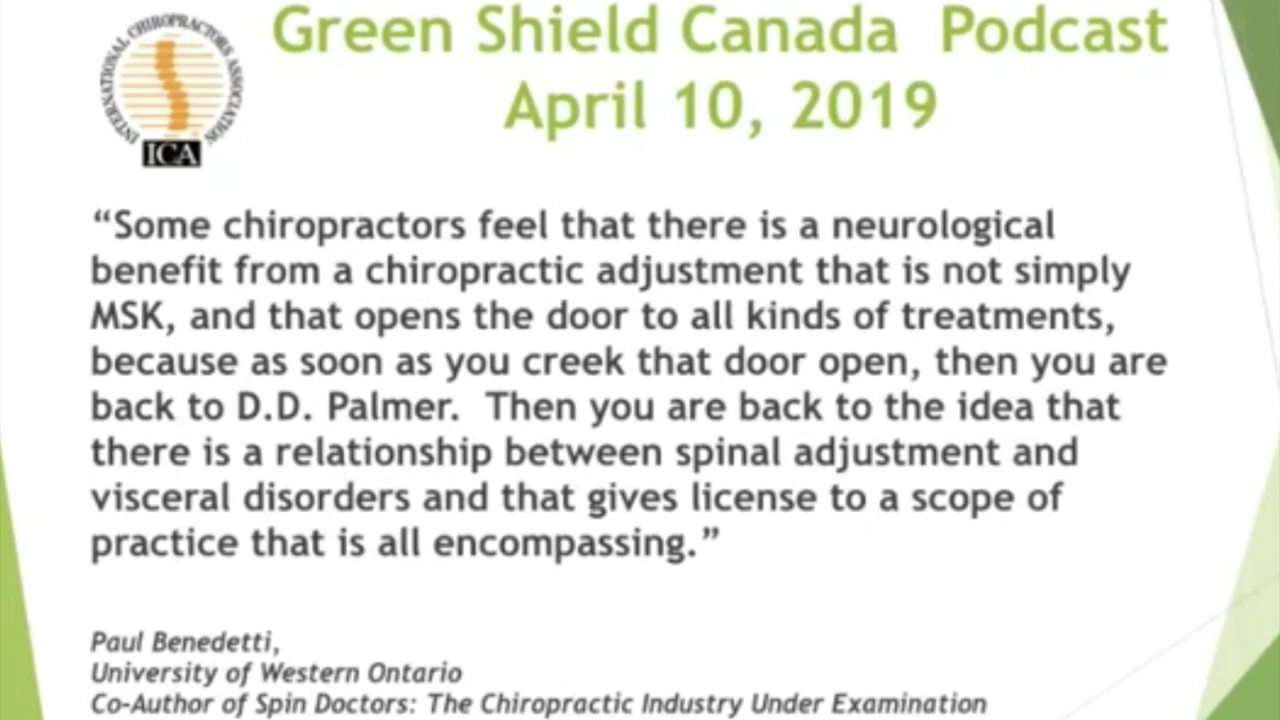 INTERNATIONAL CHIROPRACTORS ASSOCIATION
ICA
Green Shield Canada Podcast
April 10, 2019
“Some chiropractors feel that there is a neurological
benefit from a chiropractic adjustment that is not simply
MSK, and that opens the door to all kinds of treatments,
because as soon as you creek that door open, then you are
back to D.D. Palmer. Then you are back to the idea that
there is a relationship between spinal adjustment and
visceral disorders and that gives license to a scope of
practice that is all encompassing.”
Paul Benedetti,
University of Western Ontario
Co-Author of Spin Doctors: The Chiropractic Industry Under Examination